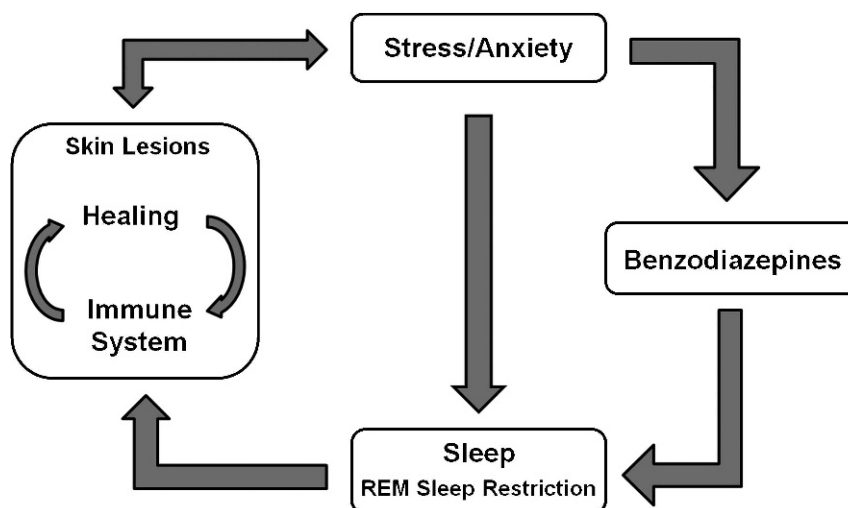 Stress/Anxiety
Skin Lesions
Healing
Immune
System
Benzodiazepines
Sleep
REM Sleep Restriction